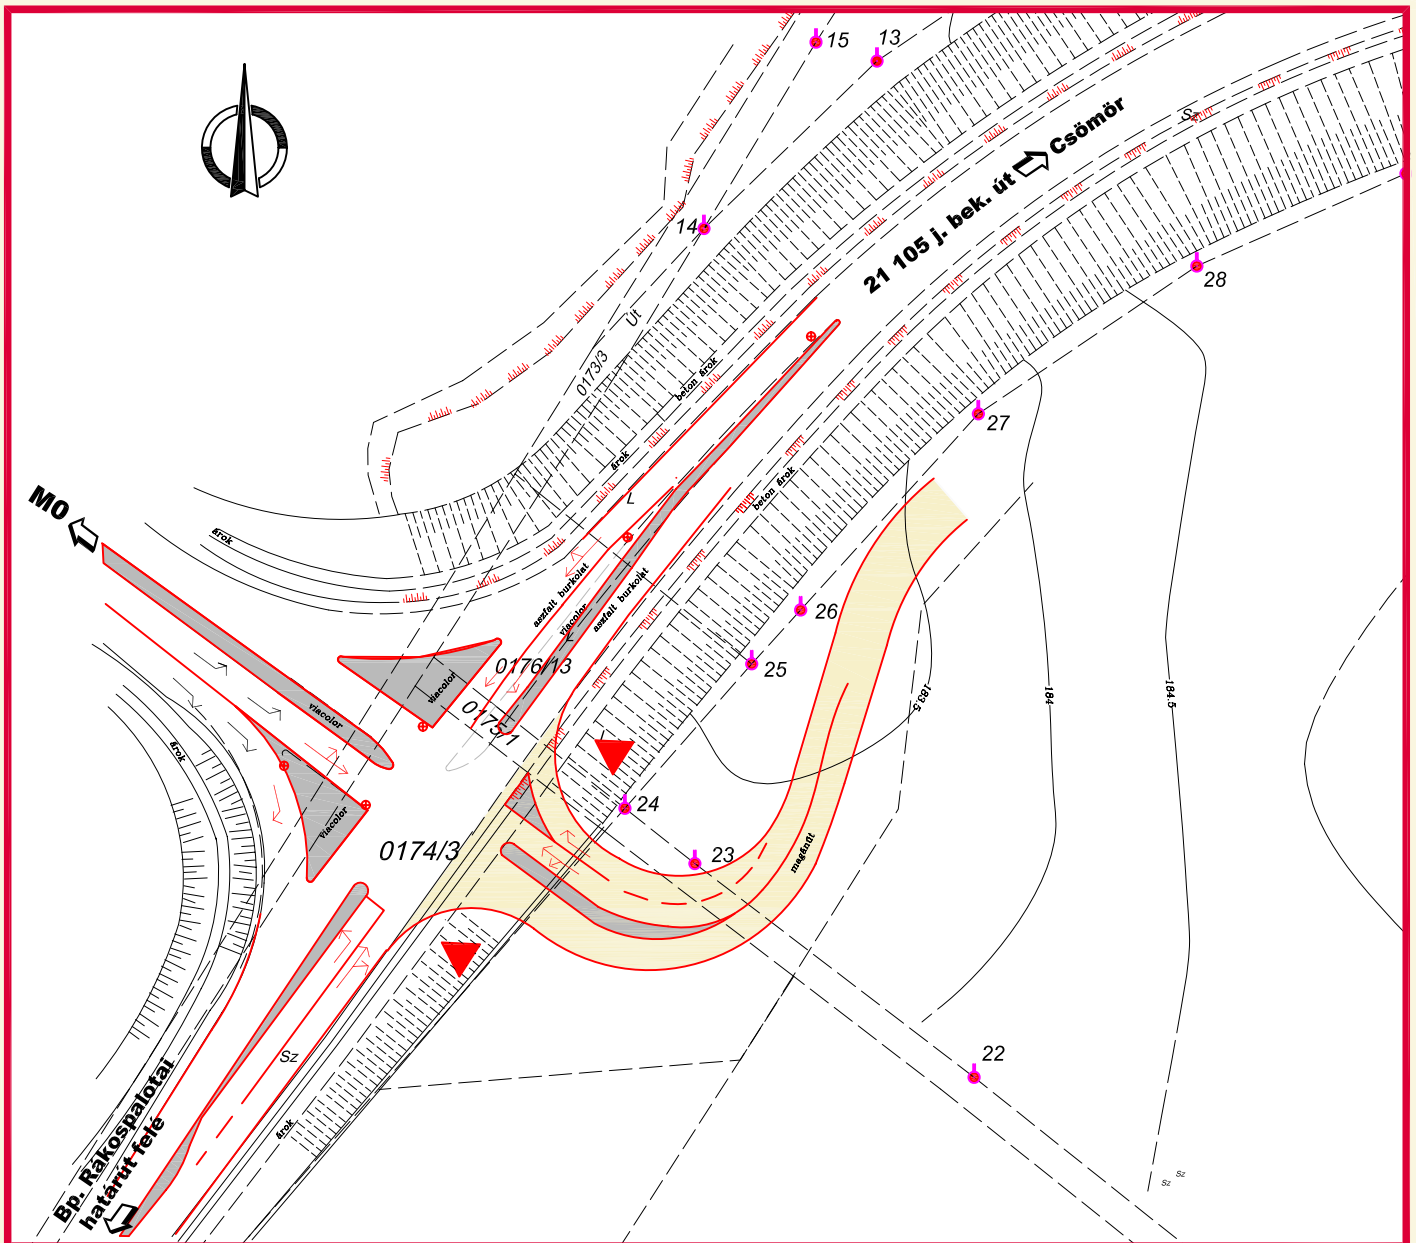 15
13
Sz
21 105 j. bek. út
Csömör
14
28
Út
0173/3
beton árok
27
árok
beton árok
L
M0
árok
aszfalt burkolat
viacolor
aszfalt burkolat
L
26
25
0176/13
viacolor
0175/1
183.5
184
184.5
viacolor
árok
24
viacolor
0174/3
23
magánút
Sz
22
árok
Bp. Rákospalotai
határút felé
Sz
Sz